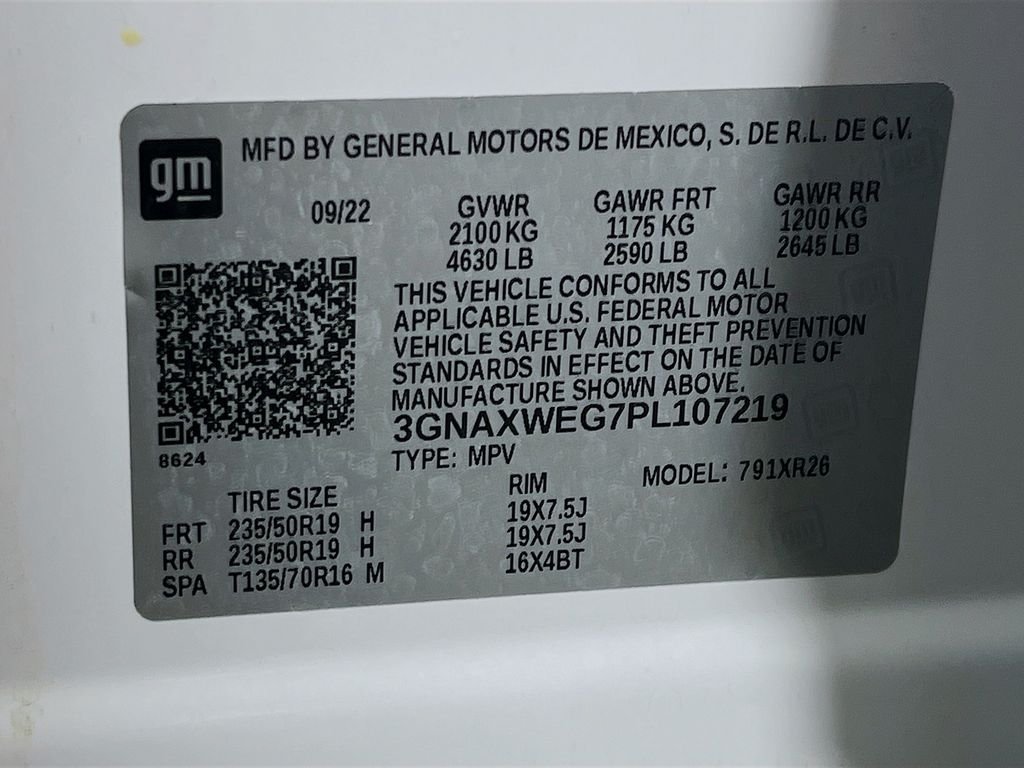 gm
MFD BY GENERAL MOTORS DE MEXICO, S. DE R.L. DE C.V.
09/22 GVWR GAWR FRT GAWR RR
2100 KG 1175 KG 1200 KG
4630 LB 2590 LB 2645 LB
THIS VEHICLE CONFORMS TO ALL
APPLICABLE U.S. FEDERAL MOTOR
VEHICLE SAFETY AND THEFT PREVENTION
STANDARDS IN EFFECT ON THE DATE OF
MANUFACTURE SHOWN ABOVE.
3GNAXWEG7PL107219
8624
TYPE: MPV MODEL: 791XR26
TIRE SIZE RIM
FRT 235/50R19 H 19X7.5J
RR 235/50R19 H 19X7.5J
SPA T135/70R16 M 16X4BT